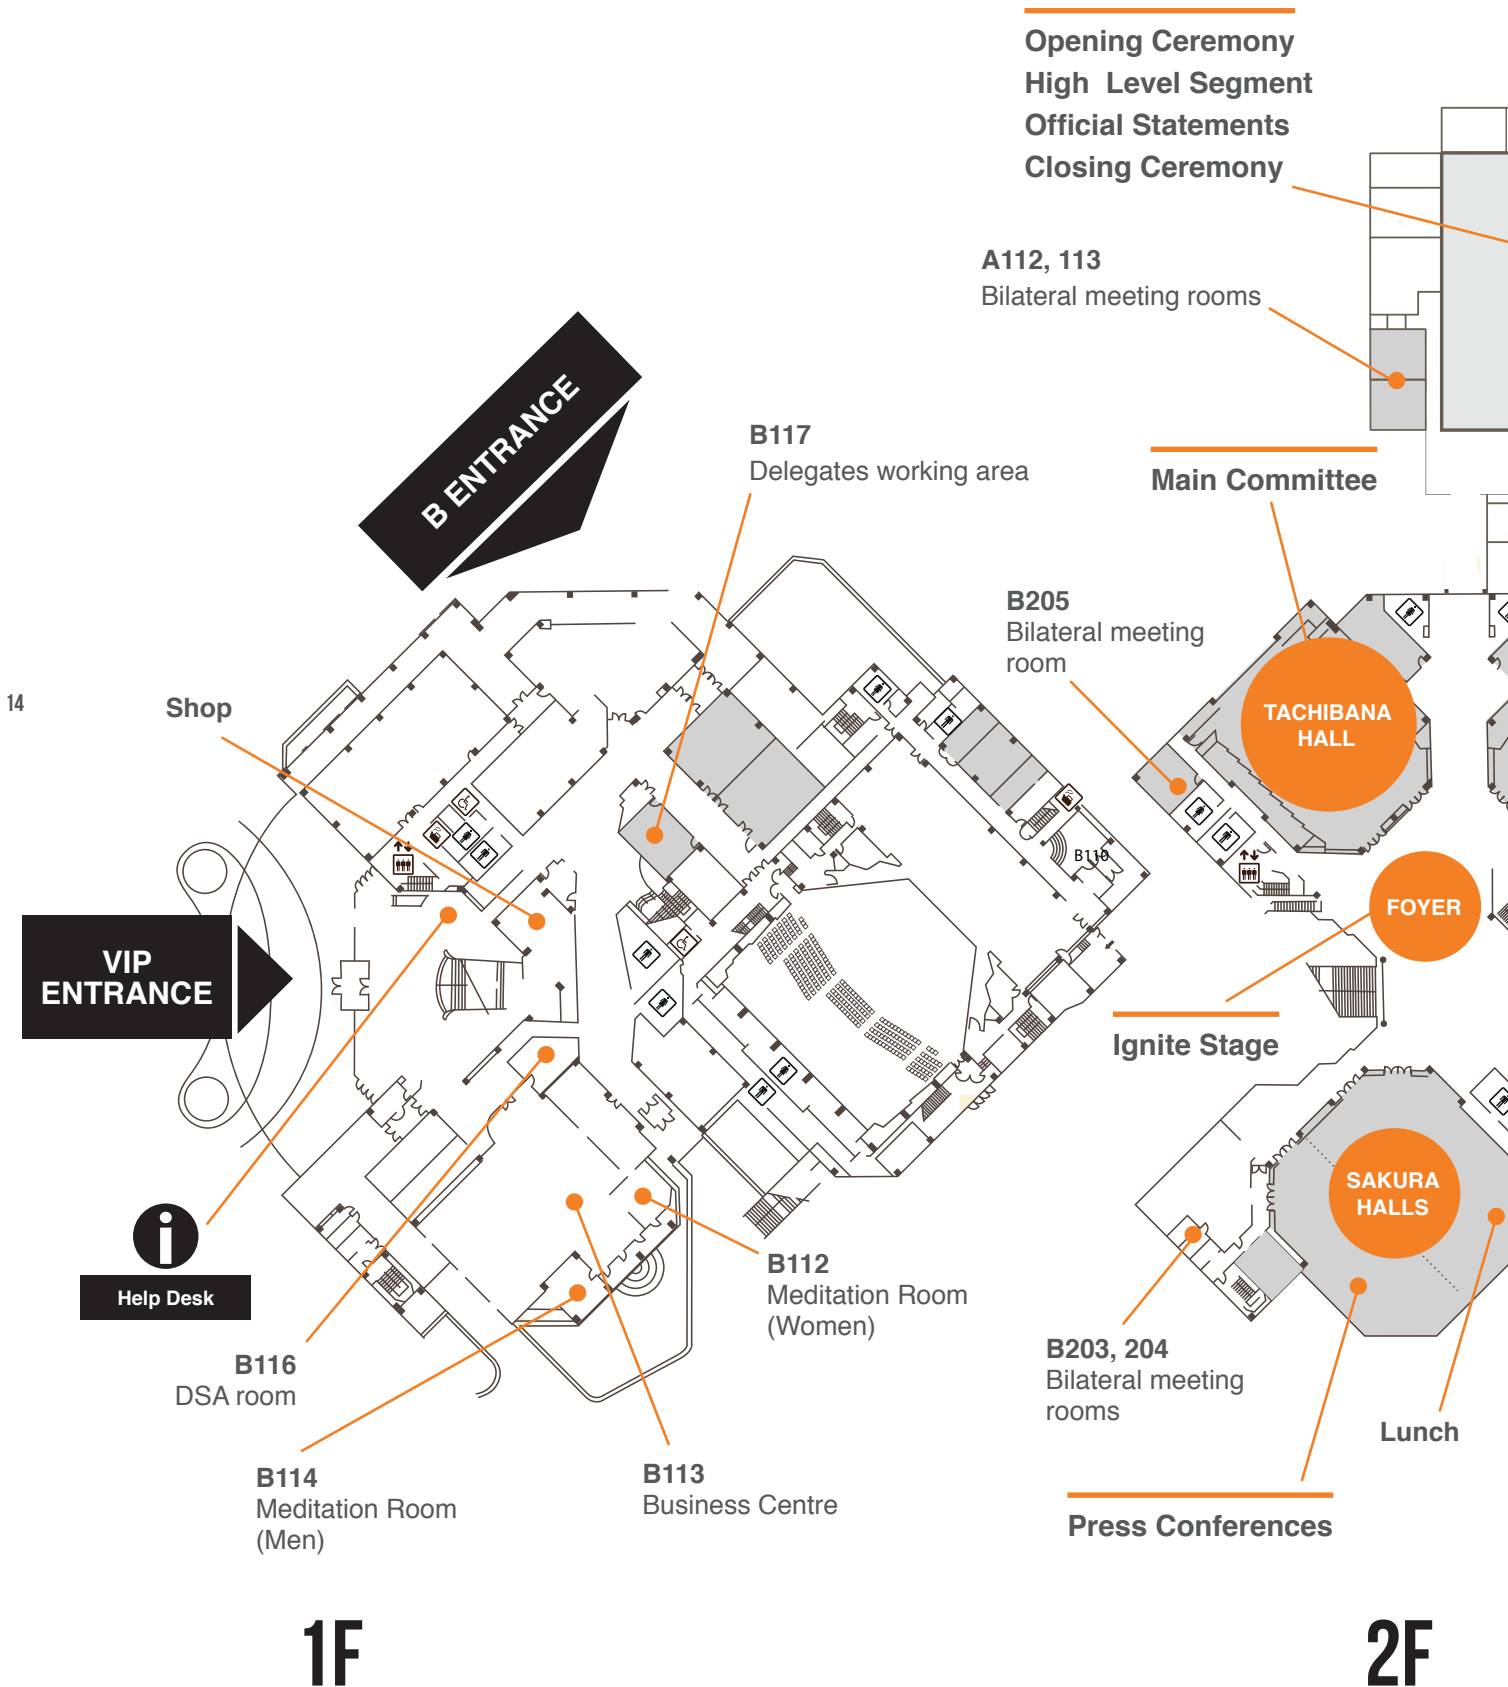 Opening Ceremony
High Level Segment
Official Statements
Closing Ceremony
A112, 113
Bilateral meeting rooms
B ENTRANCE
B117
Delegates working area
Main Committee
B205
Bilateral meeting
room
14
Shop
TACHIBANA
HALL
B110
FOYER
VIP
ENTRANCE
Ignite Stage
SAKURA
HALLS
i
Help Desk
B112
Meditation Room
(Women)
B203, 204
Bilateral meeting
rooms
B116
DSA room
Lunch
B114
Meditation Room
(Men)
B113
Business Centre
Press Conferences
1F
2F